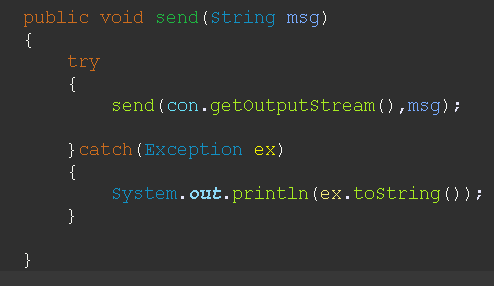 public void send(String msg)
{
try
{
send(con.getOutputStream(),msg);
}catch(Exception ex)
{
System.out.println(ex.toString());
}
}